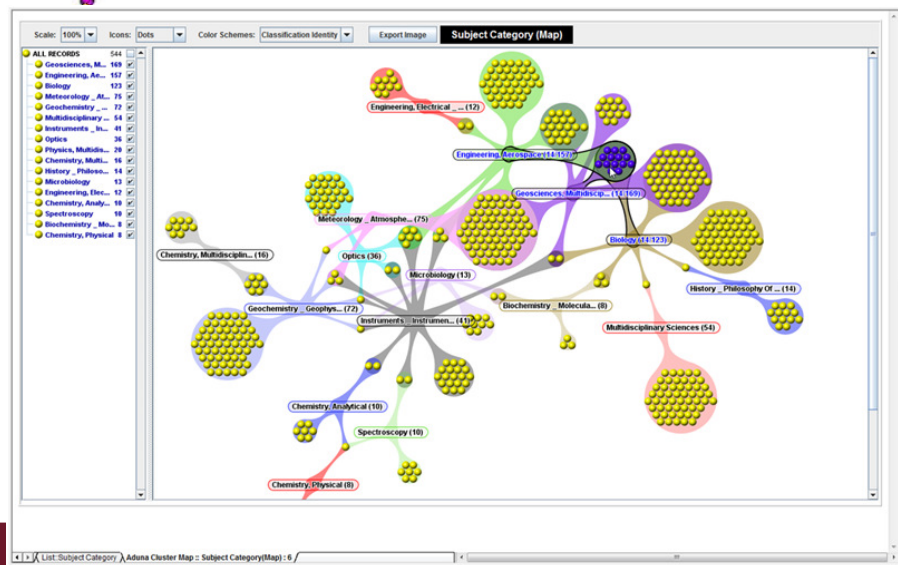 Scale: 100% Icons: Dots Color Schemes: Classification Identity Export Image Subject Category (Map)
ALL RECORDS 544
Geosciences, M... 169
Engineering, Ae... 157
Biology 123
Meteorology _ At... 75
Geochemistry _ ... 72
Multidisciplinary ... 54
Instruments _ In... 41
Optics 36
Physics, Multidis... 20
Chemistry, Multi... 16
History _ Philoso... 14
Microbiology 13
Engineering, Elec... 12
Chemistry, Analy... 10
Spectroscopy 10
Biochemistry _ Mo... 8
Chemistry, Physical 8
Engineering, Electrical _ ... (12)
Engineering, Aerospace (14:157)
Geosciences, Multidiscip... (14:169)
Meteorology _ Atmosphe... (75)
Biology (14:123)
Chemistry, Multidisciplin... (16)
Optics (36)
Microbiology (13)
History _ Philosophy Of ... (14)
Geochemistry _ Geophys... (72)
Biochemistry _ Molecula... (8)
Instruments _ Instrumen... (41)
Multidisciplinary Sciences (54)
Chemistry, Analytical (10)
Spectroscopy (10)
Chemistry, Physical (8)
List::Subject Category Aduna Cluster Map :: Subject Category(Map) : 6